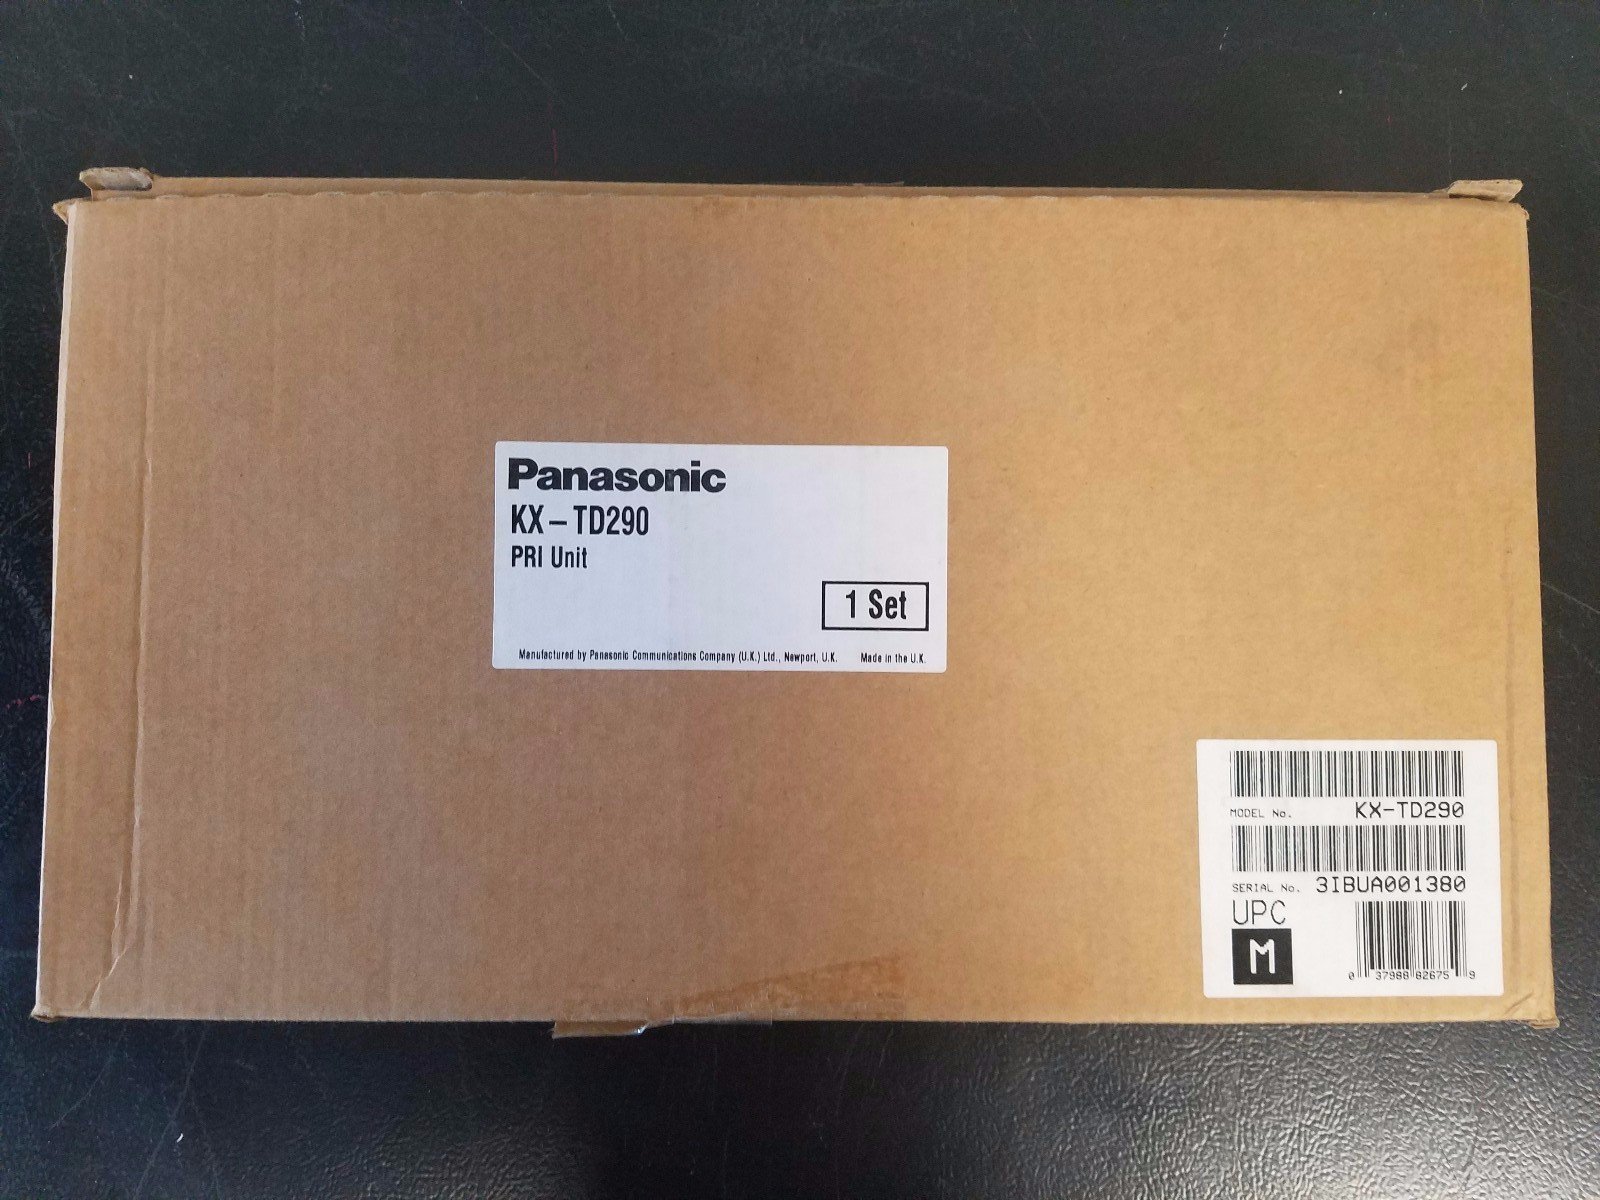 Panasonic
KX-TD290
PRI Unit
1 Set
Manufactured by Panasonic Communications Company (U.K.) Ltd., Newport, U.K. Made in the U.K.
MODEL No. KX-TD290
SERIAL No. 3IBUA001380
UPC
M
0 37988 82675 9